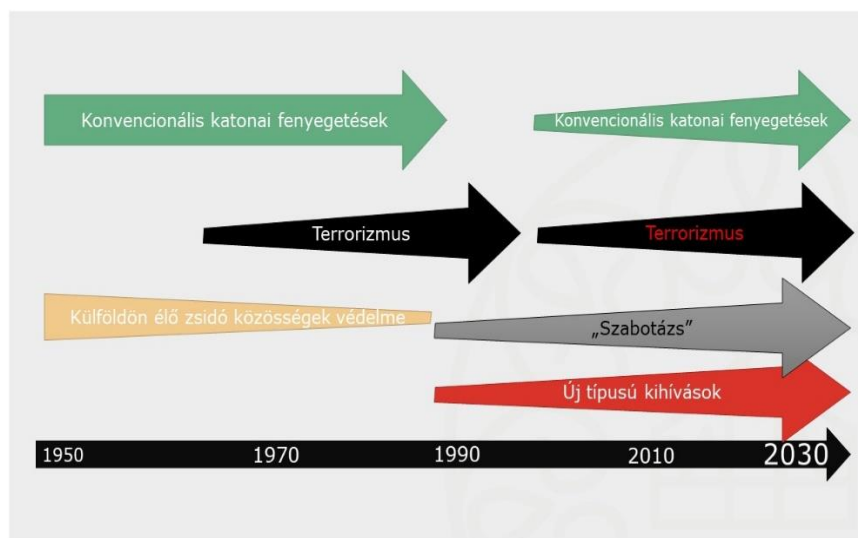 Konvencionális katonai fenyegetések
Konvencionális katonai fenyegetések
Terrorizmus
Terrorizmus
Külföldön élő zsidó közösségek védelme
„Szabotázs”
Új típusú kihívások
1950
1970
1990
2010
2030